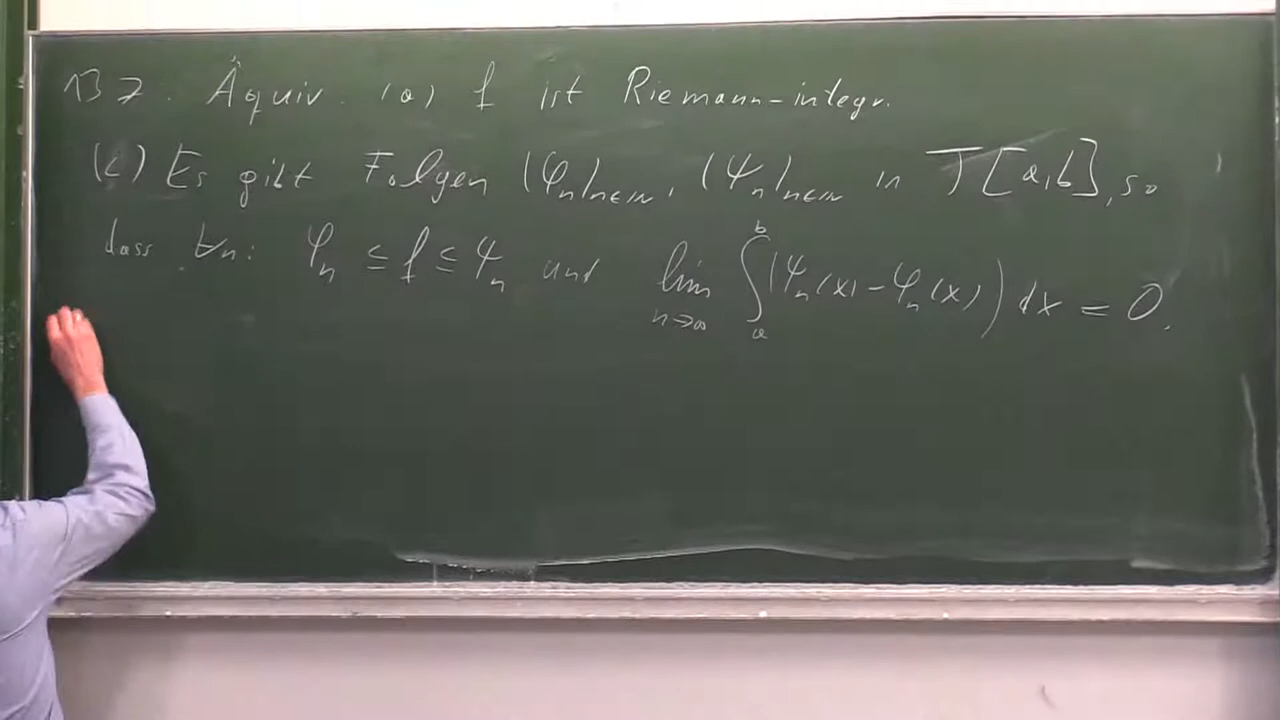 13.7. Äquiv. (a) f ist Riemann-integr.
(c) Es gibt Folgen (φₙ)ₙ∈ℕ, (ψₙ)ₙ∈ℕ in T[a,b], so
dass ∀n: φₙ ≤ f ≤ ψₙ und lim_{n→∞} ∫_a^b (ψₙ(x) - φₙ(x)) dx = 0.